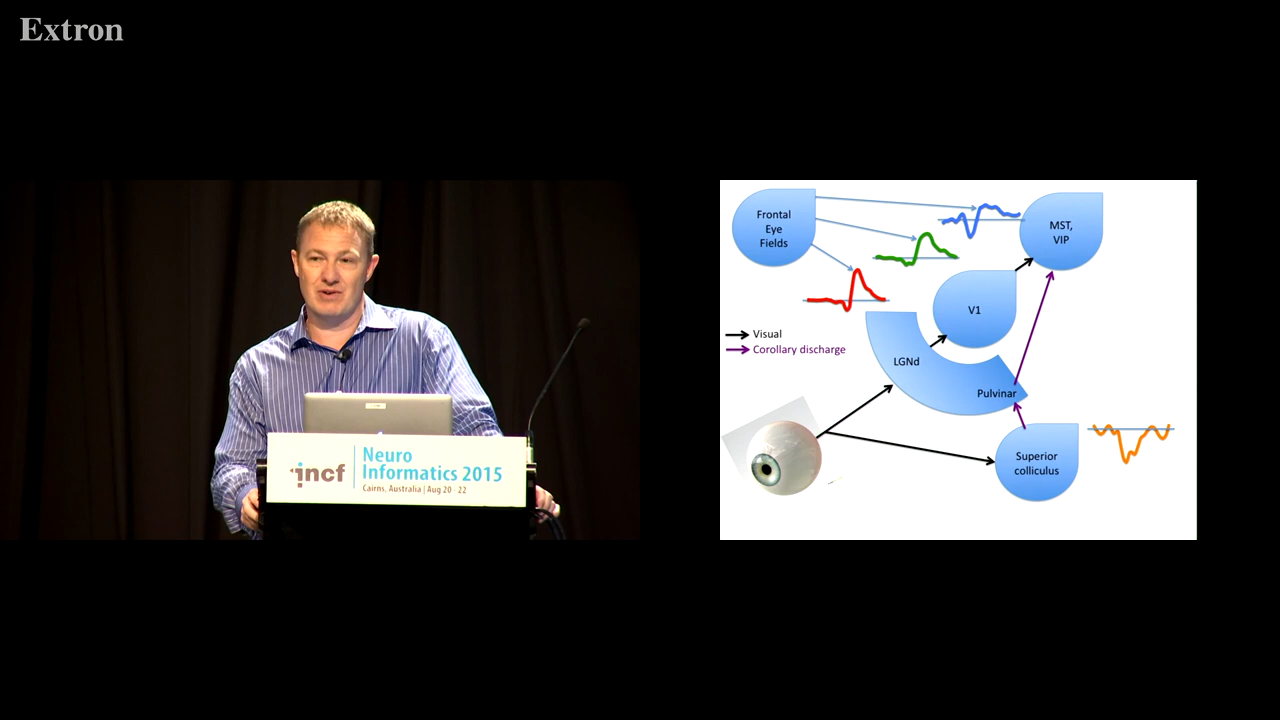 Extron
incf
Neuro
Informatics 2015
Cairns, Australia | Aug 20 - 22
Frontal
Eye
Fields
MST,
VIP
V1
Visual
Corollary discharge
LGNd
Pulvinar
Superior
colliculus